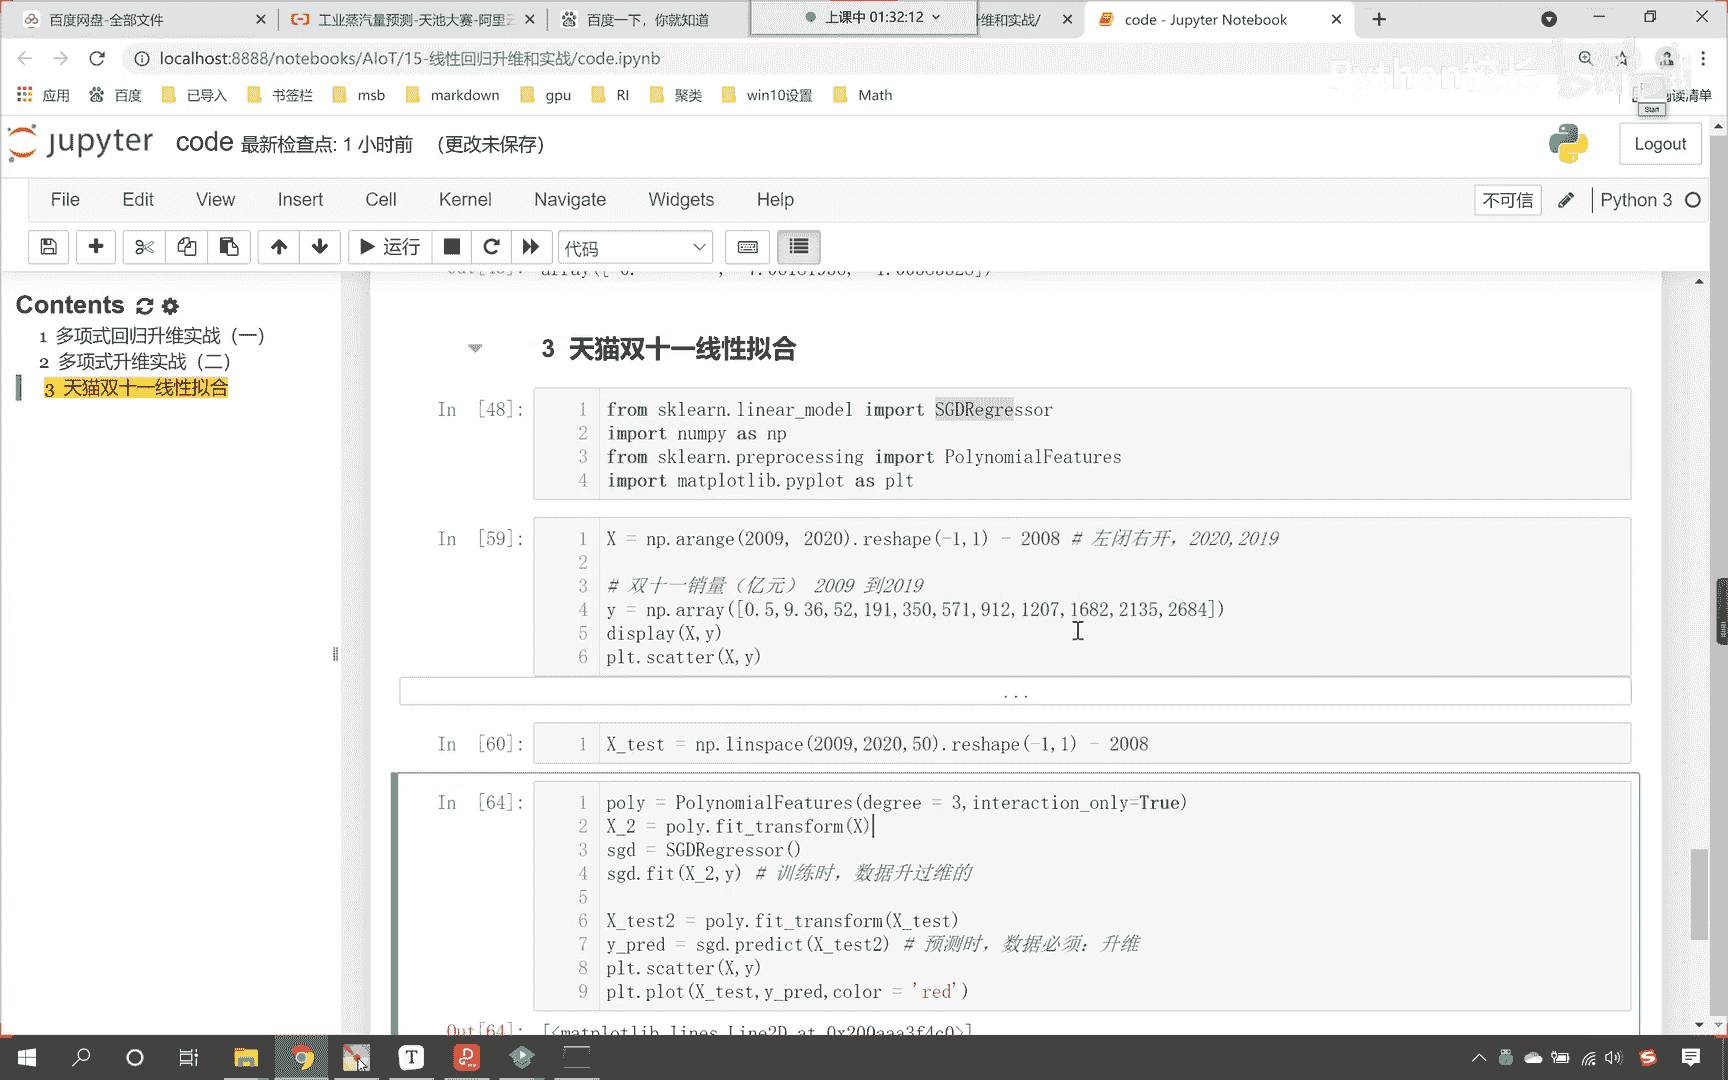 百度网盘-全部文件
工业蒸汽量预测-天池大赛-阿里云
百度一下，你就知道
上课中 01:32:12
升维和实战/
code - Jupyter Notebook
localhost:8888/notebooks/AIoT/15-线性回归升维和实战/code.ipynb
Python校长
应用 百度 已导入 书签栏 msb markdown gpu RI 聚类 win10设置 Math
阅读清单
Start
jupyter code 最新检查点: 1 小时前 (更改未保存)
Logout
File Edit View Insert Cell Kernel Navigate Widgets Help
不可信 Python 3
运行 代码
Contents
1 多项式回归升维实战（一）
2 多项式升维实战（二）
3 天猫双十一线性拟合
3 天猫双十一线性拟合
In [48]:
1 from sklearn.linear_model import SGDRegressor
2 import numpy as np
3 from sklearn.preprocessing import PolynomialFeatures
4 import matplotlib.pyplot as plt
In [59]:
1 X = np.arange(2009, 2020).reshape(-1,1) - 2008 # 左闭右开，2020,2019
2
3 # 双十一销量（亿元） 2009 到2019
4 y = np.array([0.5,9.36,52,191,350,571,912,1207,1682,2135,2684])
5 display(X,y)
6 plt.scatter(X,y)
...
In [60]:
1 X_test = np.linspace(2009,2020,50).reshape(-1,1) - 2008
In [64]:
1 poly = PolynomialFeatures(degree = 3,interaction_only=True)
2 X_2 = poly.fit_transform(X)
3 sgd = SGDRegressor()
4 sgd.fit(X_2,y) # 训练时，数据升过维的
5
6 X_test2 = poly.fit_transform(X_test)
7 y_pred = sgd.predict(X_test2) # 预测时，数据必须：升维
8 plt.scatter(X,y)
9 plt.plot(X_test,y_pred,color = 'red')
Out[64]: [<matplotlib.lines.Line2D at 0x200aaa3f4c0>]